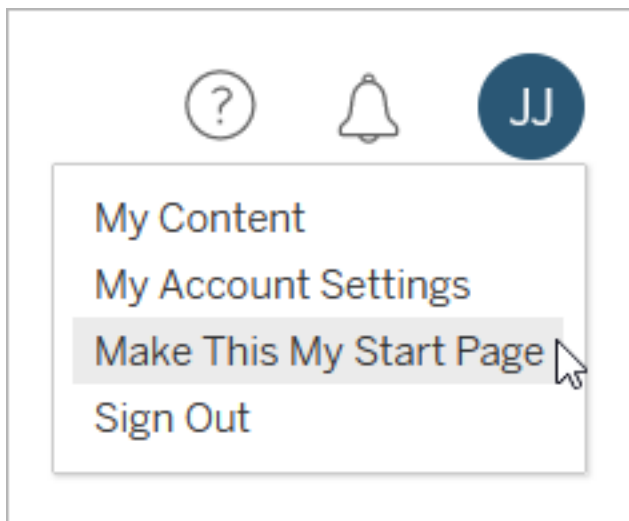 ?
JJ
My Content
My Account Settings
Make This My Start Page
Sign Out